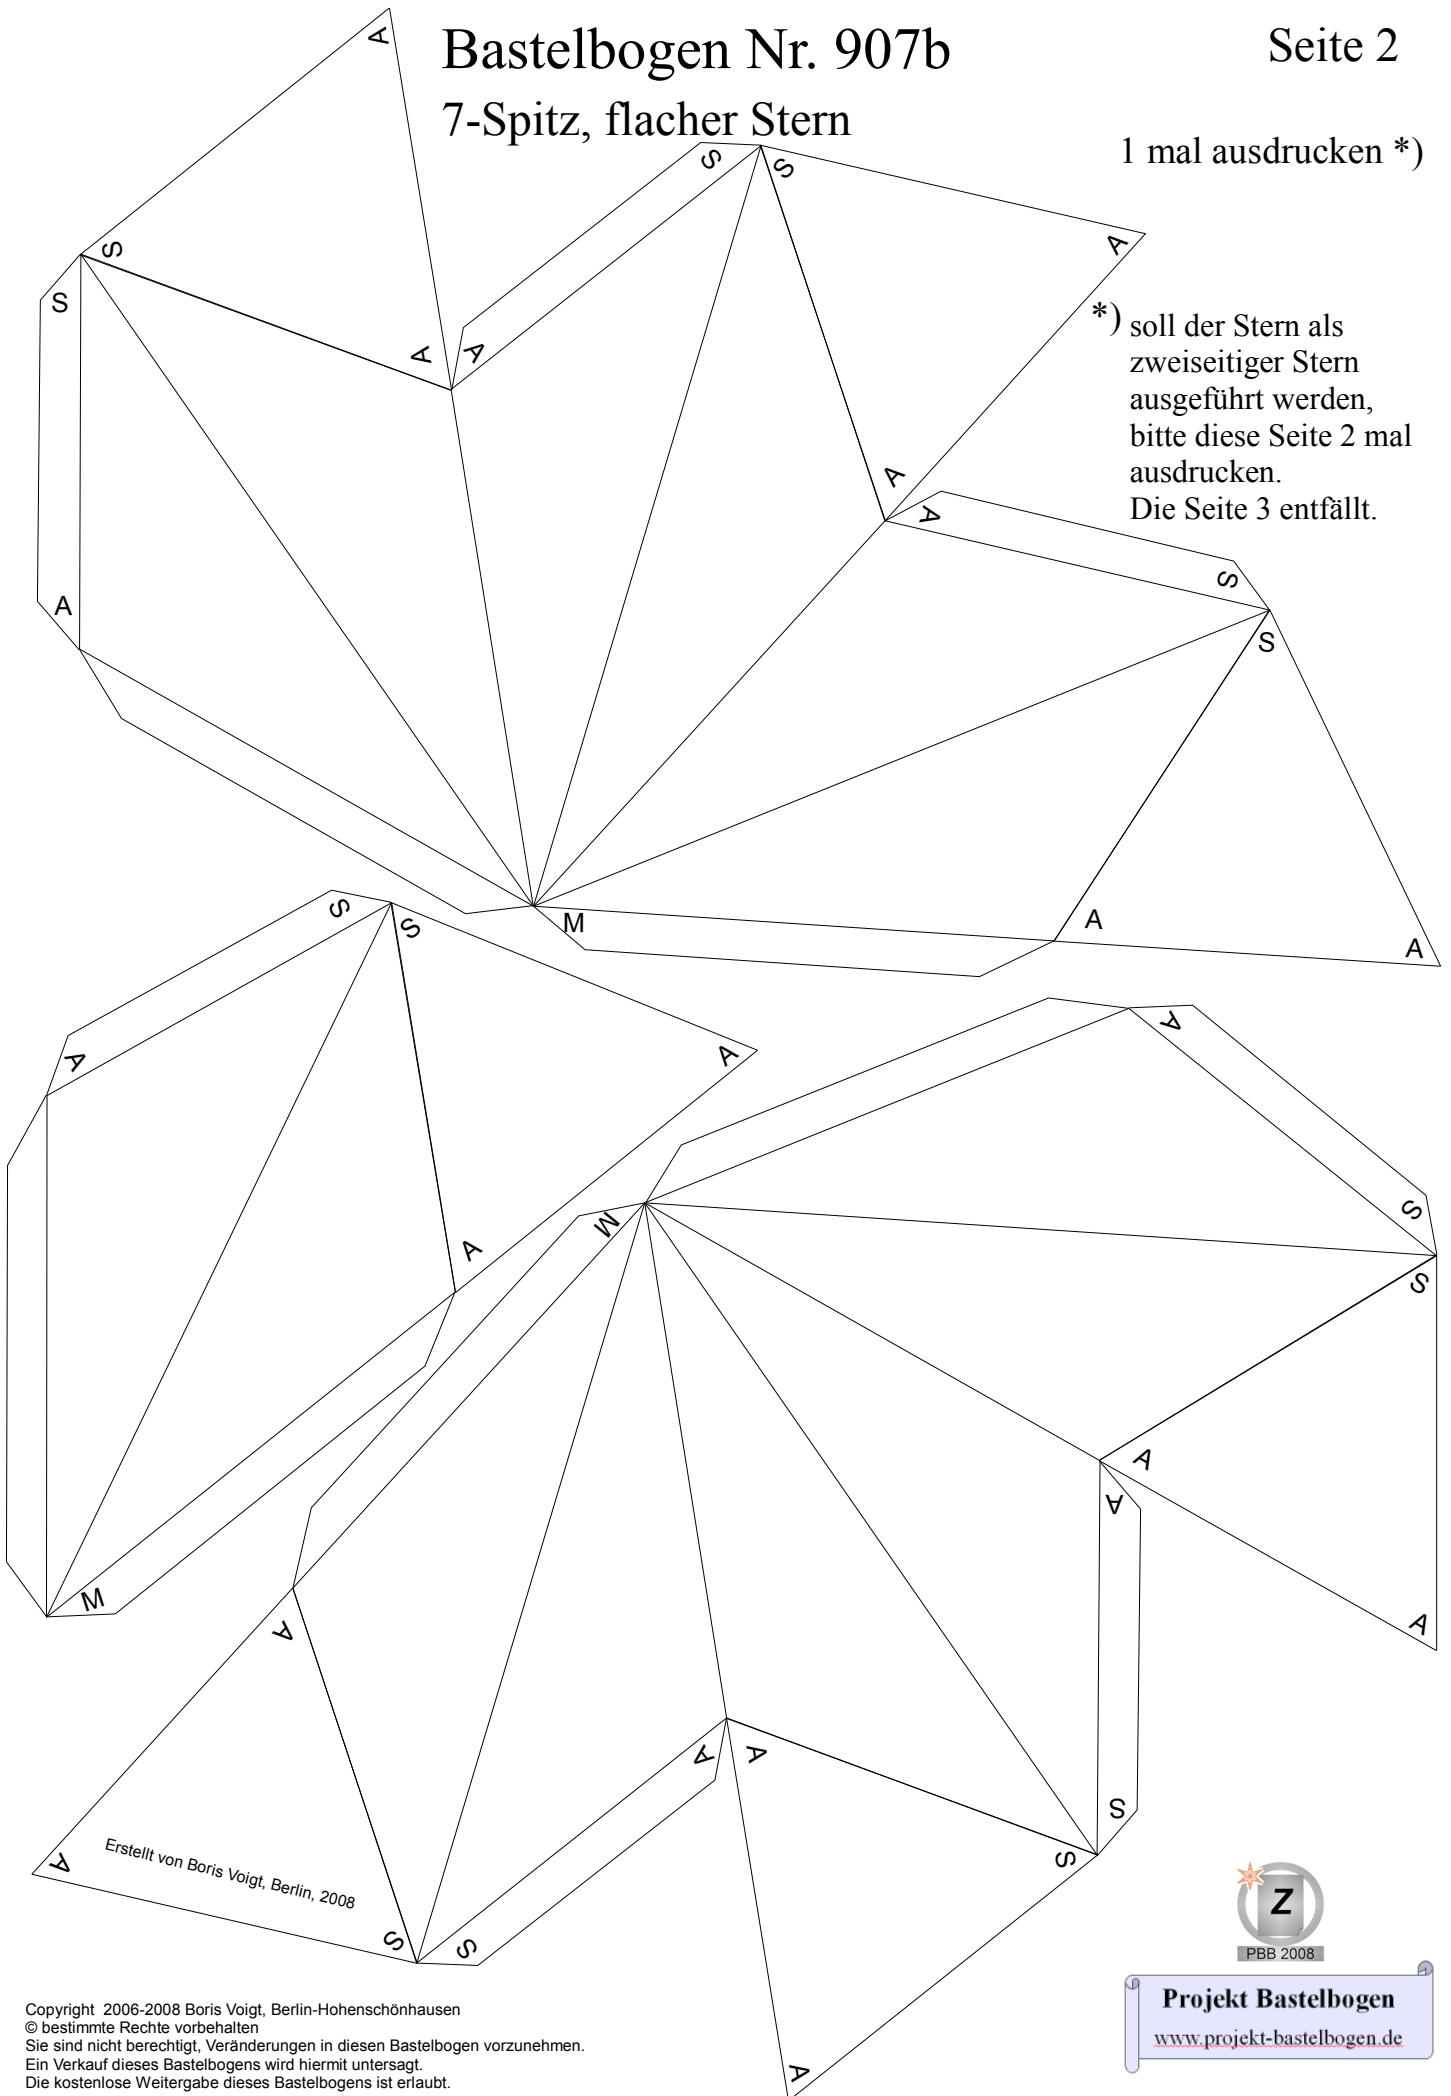 Bastelbogen Nr. 907b
Seite 2
7-Spitz, flacher Stern
1 mal ausdrucken *)
*) soll der Stern als
zweiseitiger Stern
ausgeführt werden,
bitte diese Seite 2 mal
ausdrucken.
Die Seite 3 entfällt.
A
S
S
A
A
A
S
S
A
A
A
S
S
A
M
A
A
S
S
A
A
A
M
A
S
M
S
A
A
A
S
S
A
A
A
S
S
A
A
Erstellt von Boris Voigt, Berlin, 2008
Z
PBB 2008
Projekt Bastelbogen
www.projekt-bastelbogen.de
Copyright 2006-2008 Boris Voigt, Berlin-Hohenschönhausen
© bestimmte Rechte vorbehalten
Sie sind nicht berechtigt, Veränderungen in diesen Bastelbogen vorzunehmen.
Ein Verkauf dieses Bastelbogens wird hiermit untersagt.
Die kostenlose Weitergabe dieses Bastelbogens ist erlaubt.